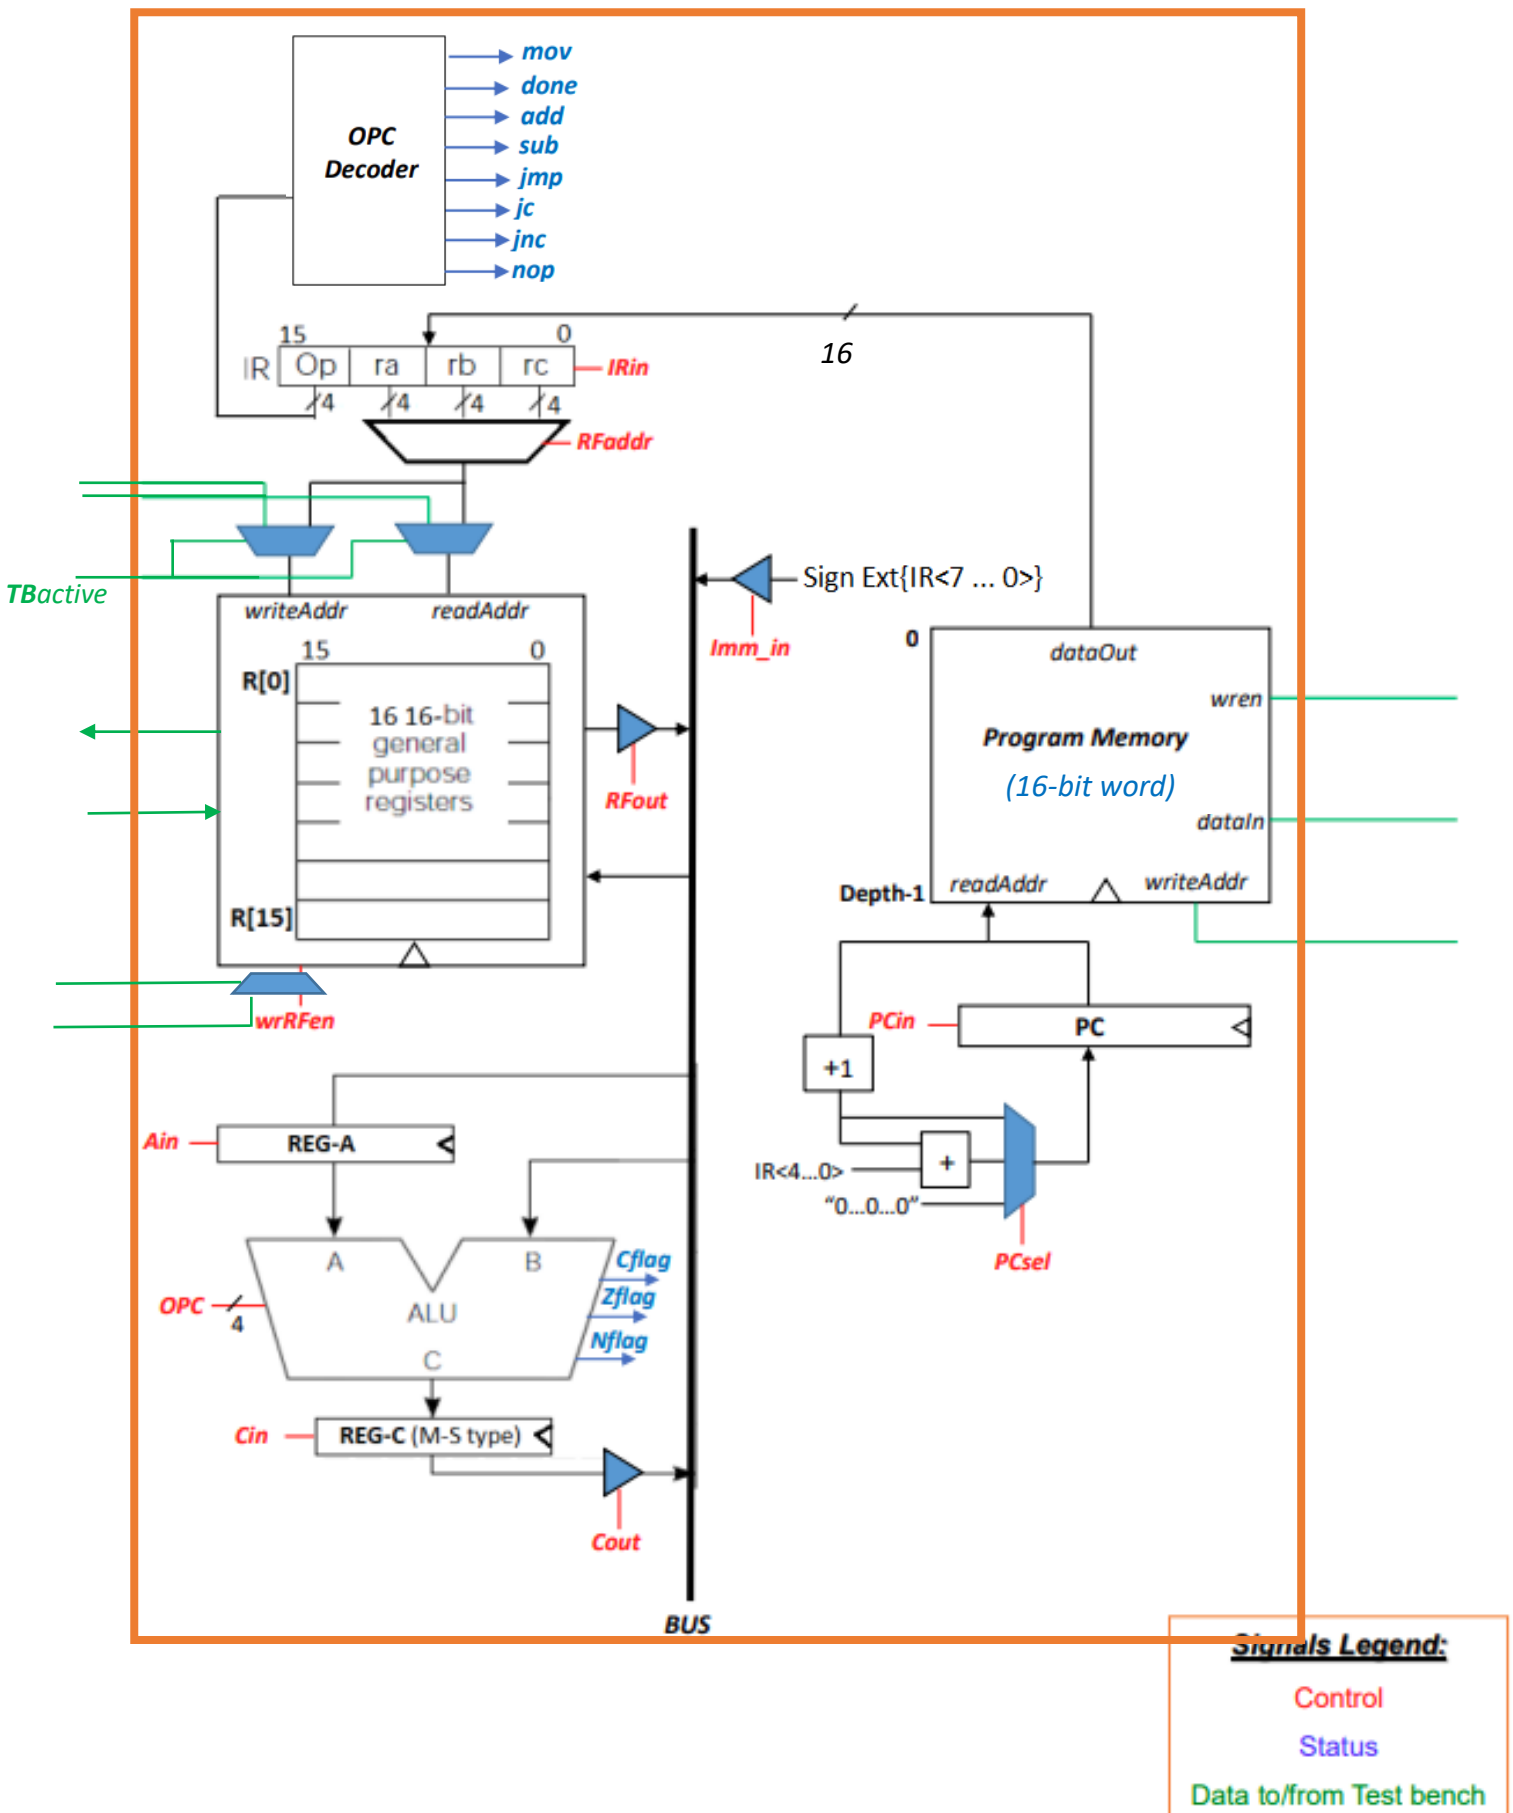 OPC
Decoder
mov
done
add
sub
jmp
jc
jnc
nop
15
0
IR
Op
ra
rb
rc
IRin
4
4
4
4
16
RFaddr
TBactive
writeAddr
readAddr
15
0
R[0]
16 16-bit
general
purpose
registers
R[15]
RFout
Sign Ext{IR<7 ... 0>}
Imm_in
0
dataOut
wren
Program Memory
(16-bit word)
dataIn
Depth-1
readAddr
writeAddr
wrRFen
PCin
PC
+1
IR<4...0>
+
“0...0...0”
PCsel
Ain
REG-A
A
B
Cflag
Zflag
Nflag
OPC
4
ALU
C
Cin
REG-C (M-S type)
Cout
BUS
Signals Legend:
Control
Status
Data to/from Test bench